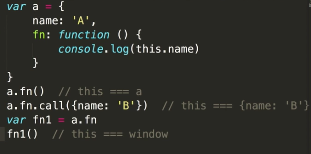 var a = {
    name: 'A',
    fn: function () {
        console.log(this.name)
    }
}
a.fn()  // this === a
a.fn.call({name: 'B'})  // this === {name: 'B'}
var fn1 = a.fn
fn1()  // this === window